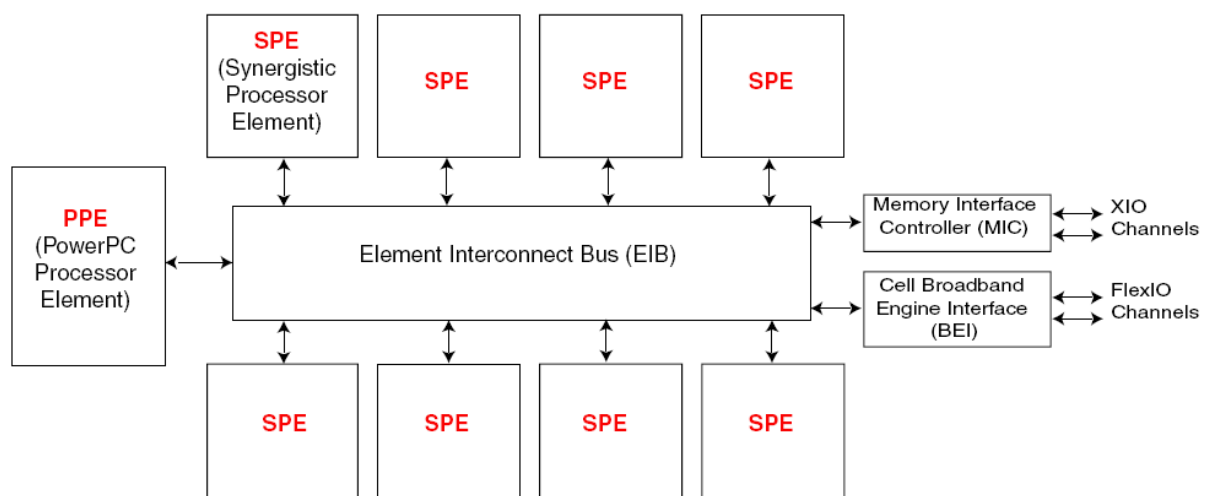 SPE
(Synergistic
Processor
Element)
SPE
SPE
SPE
PPE
(PowerPC
Processor
Element)
Element Interconnect Bus (EIB)
Memory Interface
Controller (MIC)
XIO
Channels
Cell Broadband
Engine Interface
(BEI)
FlexIO
Channels
SPE
SPE
SPE
SPE